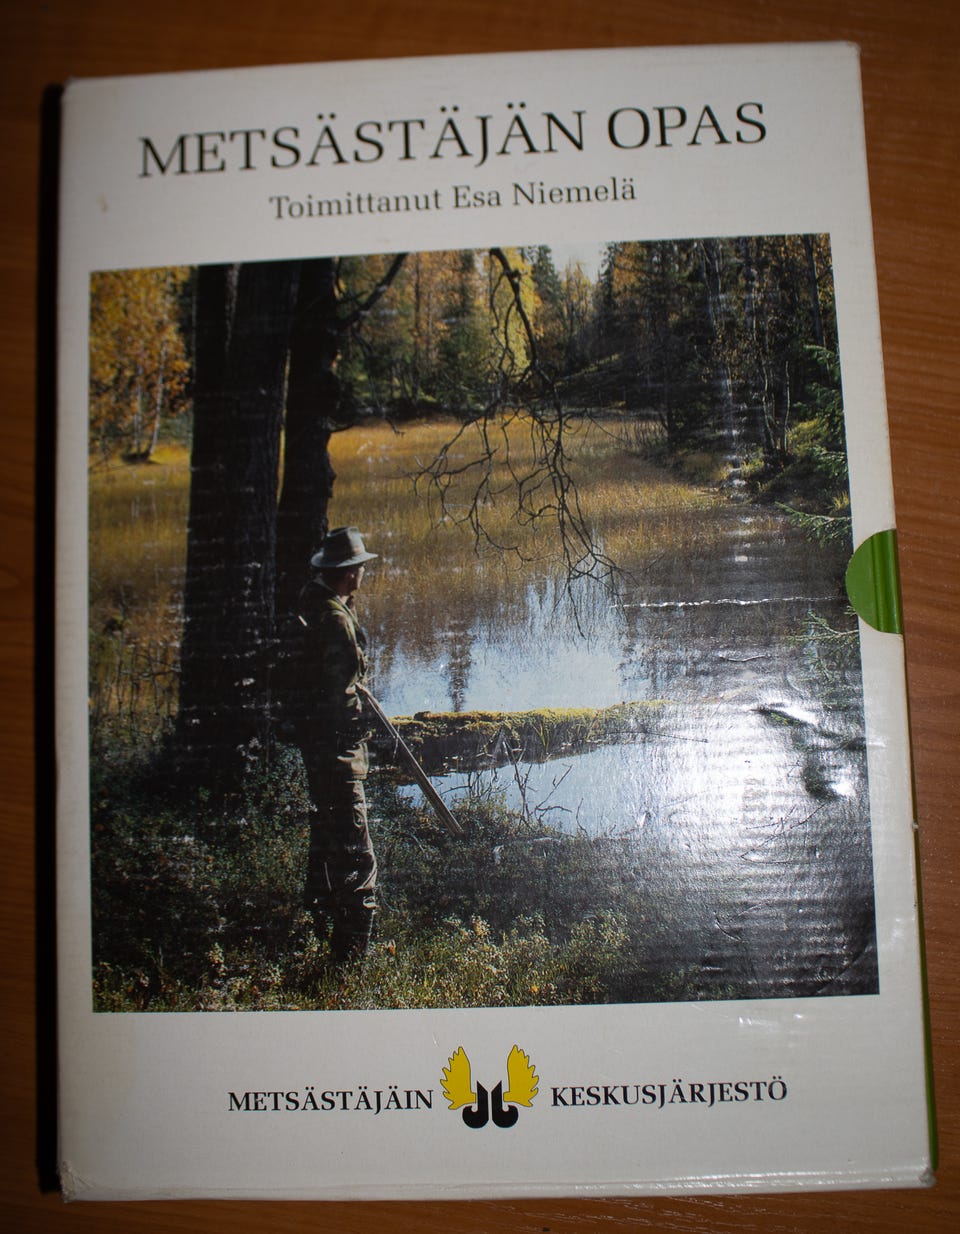 METSÄSTÄJÄN OPAS
Toimittanut Esa Niemelä
METSÄSTÄJÄIN KESKUSJÄRJESTÖ